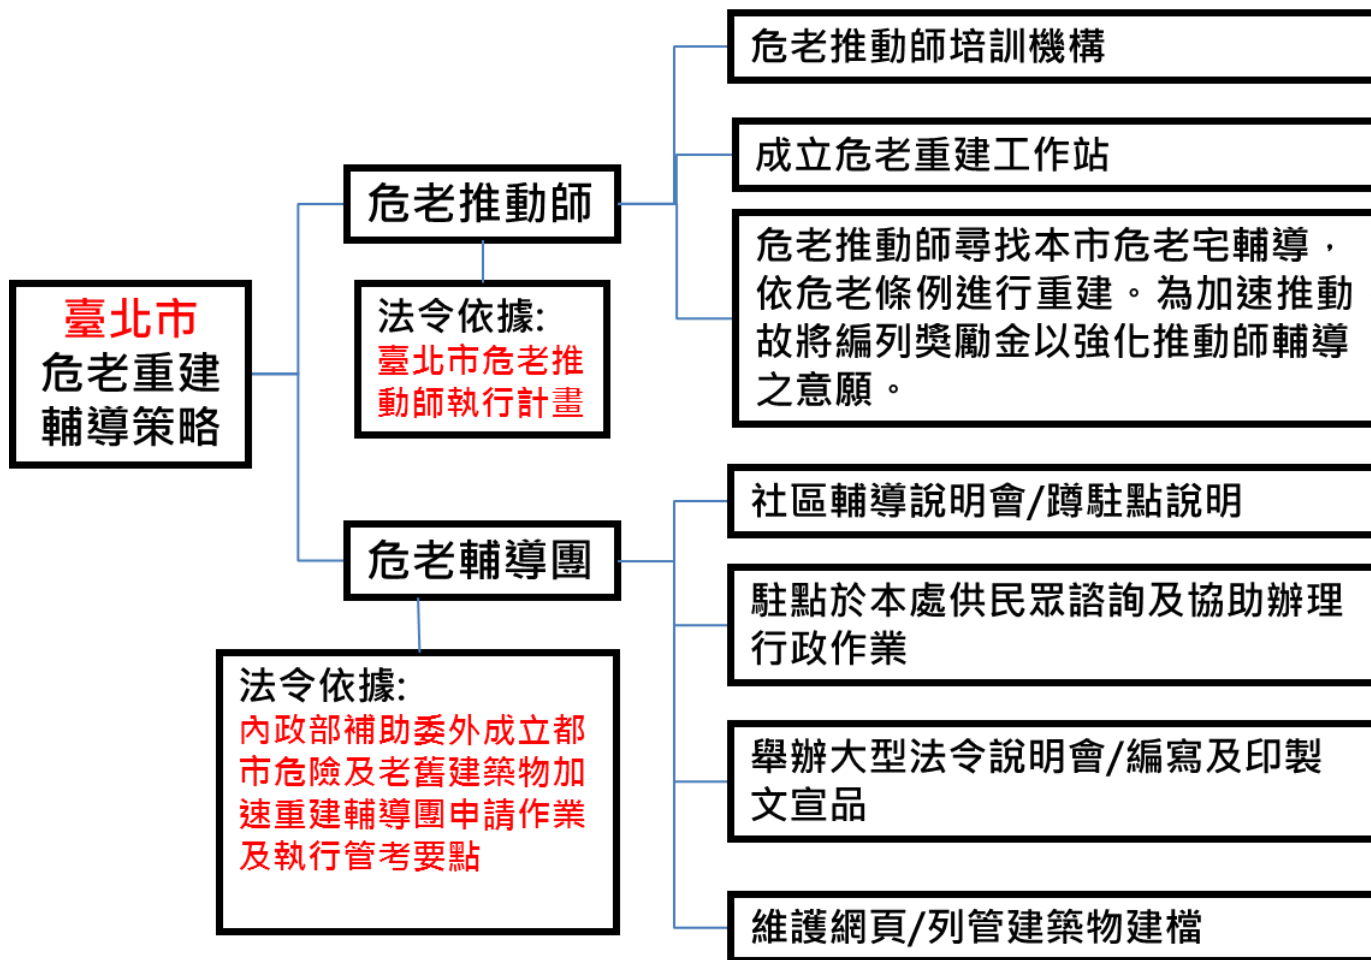 臺北市
危老重建
輔導策略
危老推動師
法令依據:
臺北市危老推
動師執行計畫
危老推動師培訓機構
成立危老重建工作站
危老推動師尋找本市危老宅輔導，
依危老條例進行重建。為加速推動
故將編列獎勵金以強化推動師輔導
之意願。
危老輔導團
法令依據:
內政部補助委外成立都
市危險及老舊建築物加
速重建輔導團申請作業
及執行管考要點
社區輔導說明會/蹲駐點說明
駐點於本處供民眾諮詢及協助辦理
行政作業
舉辦大型法令說明會/編寫及印製
文宣品
維護網頁/列管建築物建檔